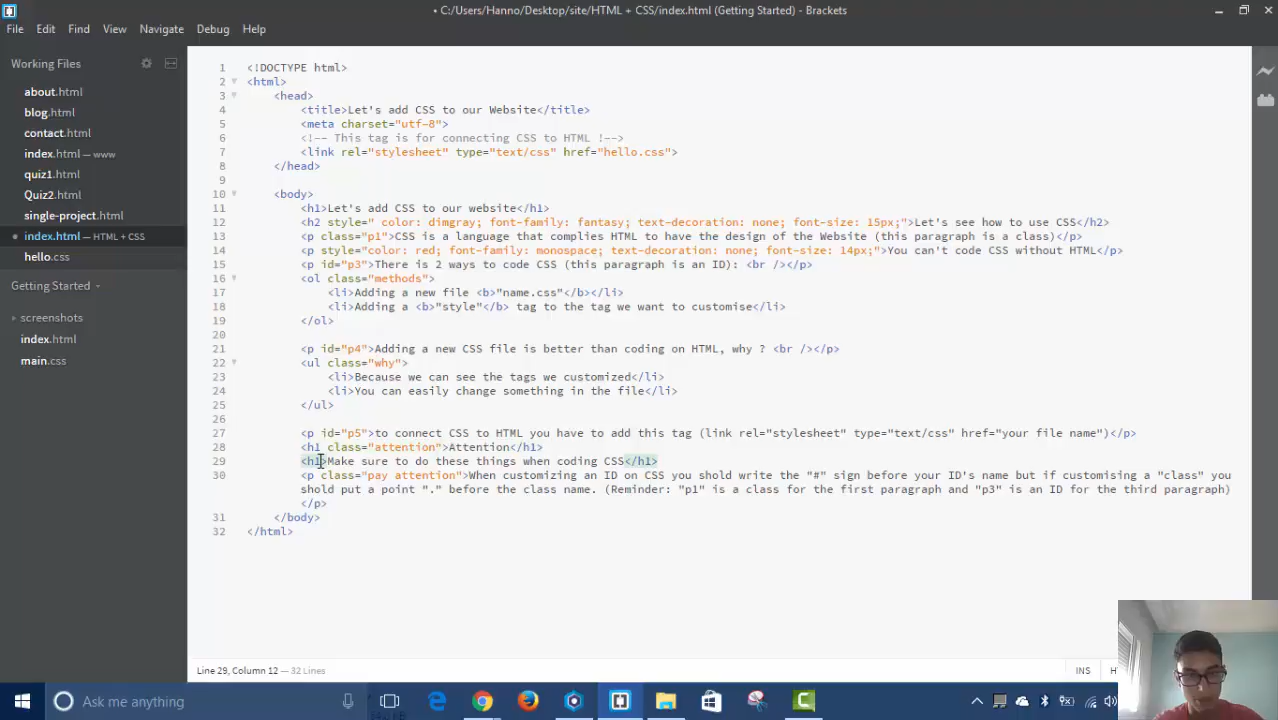 • C:/Users/Hanno/Desktop/site/HTML + CSS/index.html (Getting Started) - Brackets
File Edit Find View Navigate Debug Help
Working Files
about.html
blog.html
contact.html
index.html — www
quiz1.html
Quiz2.html
single-project.html
index.html — HTML + CSS
hello.css
Getting Started
screenshots
index.html
main.css
1 <!DOCTYPE html>
2 <html>
3 <head>
4 <title>Let's add CSS to our Website</title>
5 <meta charset="utf-8">
6 <!-- This tag is for connecting CSS to HTML !-->
7 <link rel="stylesheet" type="text/css" href="hello.css">
8 </head>
9
10 <body>
11 <h1>Let's add CSS to our website</h1>
12 <h2 style=" color: dimgray; font-family: fantasy; text-decoration: none; font-size: 15px;">Let's see how to use CSS</h2>
13 <p class="p1">CSS is a language that complies HTML to have the design of the Website (this paragraph is a class)</p>
14 <p style="color: red; font-family: monospace; text-decoration: none; font-size: 14px;">You can't code CSS without HTML</p>
15 <p id="p3">There is 2 ways to code CSS (this paragraph is an ID): <br /></p>
16 <ol class="methods">
17 <li>Adding a new file <b>"name.css"</b></li>
18 <li>Adding a <b>"style"</b> tag to the tag we want to customise</li>
19 </ol>
20
21 <p id="p4">Adding a new CSS file is better than coding on HTML, why ? <br /></p>
22 <ul class="why">
23 <li>Because we can see the tags we customized</li>
24 <li>You can easily change something in the file</li>
25 </ul>
26
27 <p id="p5">to connect CSS to HTML you have to add this tag (link rel="stylesheet" type="text/css" href="your file name")</p>
28 <h1 class="attention">Attention</h1>
29 <h1>Make sure to do these things when coding CSS</h1>
30 <p class="pay attention">When customizing an ID on CSS you shold write the "#" sign before your ID's name but if customising a "class" you
shold put a point "." before the class name. (Reminder: "p1" is a class for the first paragraph and "p3" is an ID for the third paragraph)
</p>
31 </body>
32 </html>
Line 29, Column 12 — 32 Lines
INS
Ask me anything